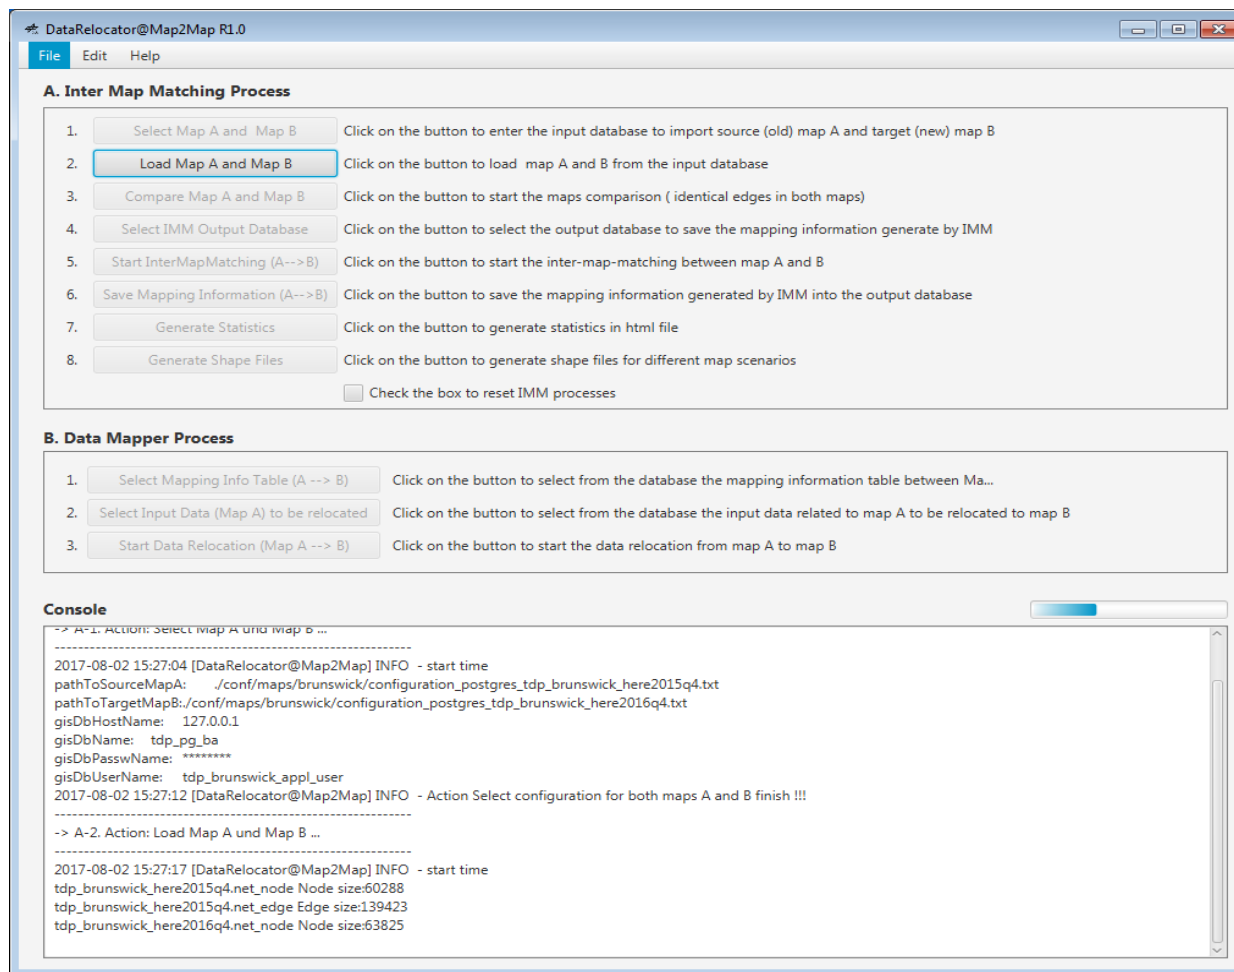 DataRelocator@Map2Map R1.0
File Edit Help
A. Inter Map Matching Process
1. Select Map A and Map B Click on the button to enter the input database to import source (old) map A and target (new) map B
2. Load Map A and Map B Click on the button to load map A and B from the input database
3. Compare Map A and Map B Click on the button to start the maps comparison ( identical edges in both maps)
4. Select IMM Output Database Click on the button to select the output database to save the mapping information generate by IMM
5. Start InterMapMatching (A-->B) Click on the button to start the inter-map-matching between map A and B
6. Save Mapping Information (A-->B) Click on the button to save the mapping information generated by IMM into the output database
7. Generate Statistics Click on the button to generate statistics in html file
8. Generate Shape Files Click on the button to generate shape files for different map scenarios
Check the box to reset IMM processes
B. Data Mapper Process
1. Select Mapping Info Table (A --> B) Click on the button to select from the database the mapping information table between Ma...
2. Select Input Data (Map A) to be relocated Click on the button to select from the database the input data related to map A to be relocated to map B
3. Start Data Relocation (Map A --> B) Click on the button to start the data relocation from map A to map B
Console
-> A-1. Action: Select Map A und Map B ...
---------------------------------------------------------------
2017-08-02 15:27:04 [DataRelocator@Map2Map] INFO - start time
pathToSourceMapA: ./conf/maps/brunswick/configuration_postgres_tdp_brunswick_here2015q4.txt
pathToTargetMapB:./conf/maps/brunswick/configuration_postgres_tdp_brunswick_here2016q4.txt
gisDbHostName: 127.0.0.1
gisDbName: tdp_pg_ba
gisDbPasswName: ********
gisDbUserName: tdp_brunswick_appl_user
2017-08-02 15:27:12 [DataRelocator@Map2Map] INFO - Action Select configuration for both maps A and B finish !!!
---------------------------------------------------------------
-> A-2. Action: Load Map A und Map B ...
---------------------------------------------------------------
2017-08-02 15:27:17 [DataRelocator@Map2Map] INFO - start time
tdp_brunswick_here2015q4.net_node Node size:60288
tdp_brunswick_here2015q4.net_edge Edge size:139423
tdp_brunswick_here2016q4.net_node Node size:63825